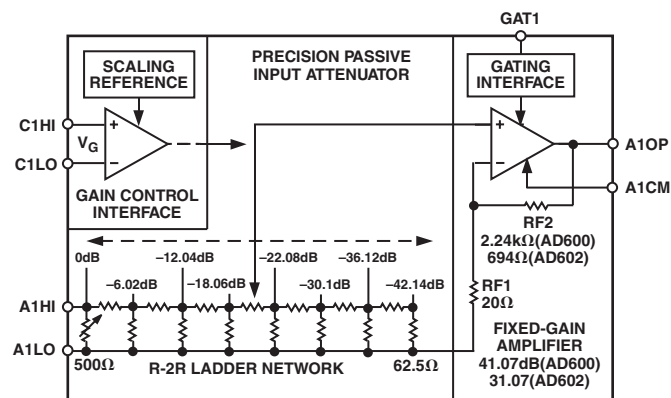 GAT1
SCALING
REFERENCE
PRECISION PASSIVE
INPUT ATTENUATOR
GATING
INTERFACE
C1HI
+
VG
−
C1LO
GAIN CONTROL
INTERFACE
+
−
A1OP
A1CM
RF2
2.24kΩ(AD600)
694Ω(AD602)
0dB
−6.02dB
−12.04dB
−18.06dB
−22.08dB
−30.1dB
−36.12dB
−42.14dB
RF1
20Ω
A1HI
A1LO
500Ω
R-2R LADDER NETWORK
62.5Ω
FIXED-GAIN
AMPLIFIER
41.07dB(AD600)
31.07(AD602)